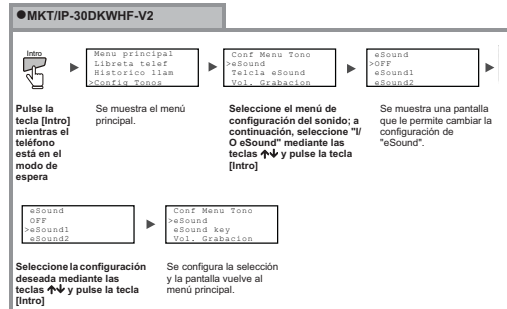 ●MKT/IP-30DKWHF-V2
Intro
Menu principal
Libreta telef
Historico llam
>Config Tonos
Conf Menu Tono
>eSound
Telcla eSound
Vol. Grabacion
eSound
>OFF
eSound1
eSound2
Pulse la
tecla [Intro]
mientras el
teléfono
está en el
modo de
espera
Se muestra el menú
principal.
Seleccione el menú de
configuración del sonido; a
continuación, seleccione "I/
O eSound" mediante las
teclas ↑↓ y pulse la tecla
[Intro]
Se muestra una pantalla
que le permite cambiar la
configuración de
"eSound".
eSound
OFF
>eSound1
eSound2
Conf Menu Tono
>eSound
eSound key
Vol. Grabacion
Seleccione la configuración
deseada mediante las
teclas ↑↓ y pulse la tecla
[Intro]
Se configura la selección
y la pantalla vuelve al
menú principal.